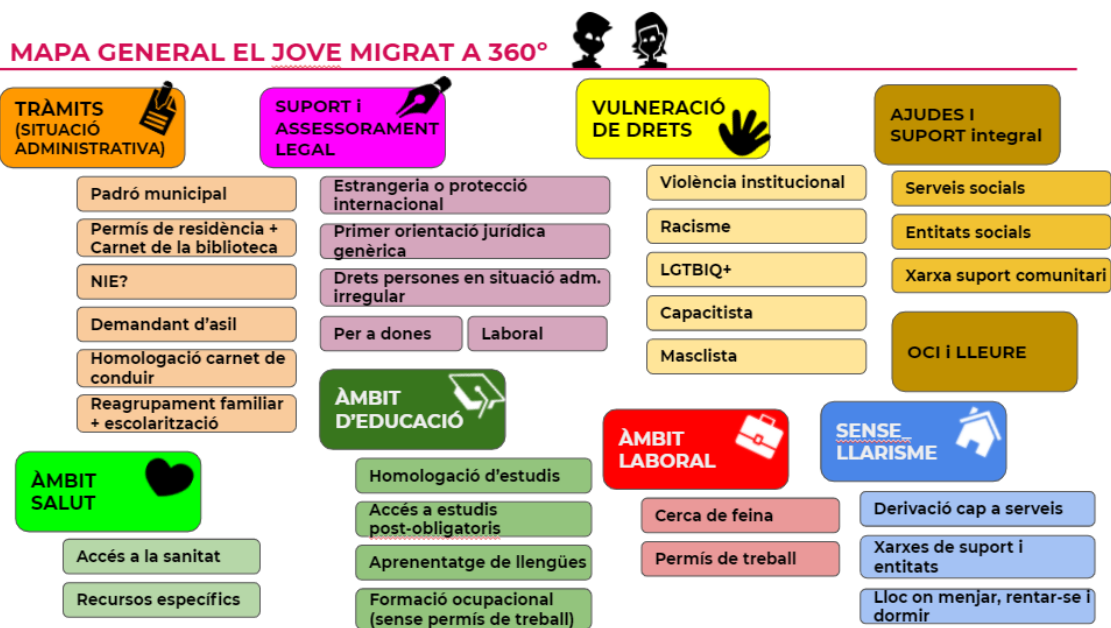 MAPA GENERAL EL JOVE MIGRAT A 360º
TRÀMITS
(SITUACIÓ
ADMINISTRATIVA)
Padró municipal
Permís de residència +
Carnet de la biblioteca
NIE?
Demandant d'asil
Homologació carnet de
conduir
Reagrupament familiar
+ escolarització
SUPORT i
ASSESSORAMENT
LEGAL
Estrangeria o protecció
internacional
Primer orientació jurídica
genèrica
Drets persones en situació adm.
irregular
Per a dones
Laboral
VULNERACIÓ
DE DRETS
Violència institucional
Racisme
LGTBIQ+
Capacitista
Masclista
AJUDES I
SUPORT integral
Serveis socials
Entitats socials
Xarxa suport comunitari
OCI i LLEURE
ÀMBIT
SALUT
Accés a la sanitat
Recursos específics
ÀMBIT
D'EDUCACIÓ
Homologació d'estudis
Accés a estudis
post-obligatoris
Aprenentatge de llengües
Formació ocupacional
(sense permís de treball)
ÀMBIT
LABORAL
Cerca de feina
Permís de treball
SENSE_
LLARISME
Derivació cap a serveis
Xarxes de suport i
entitats
Lloc on menjar, rentar-se i
dormir